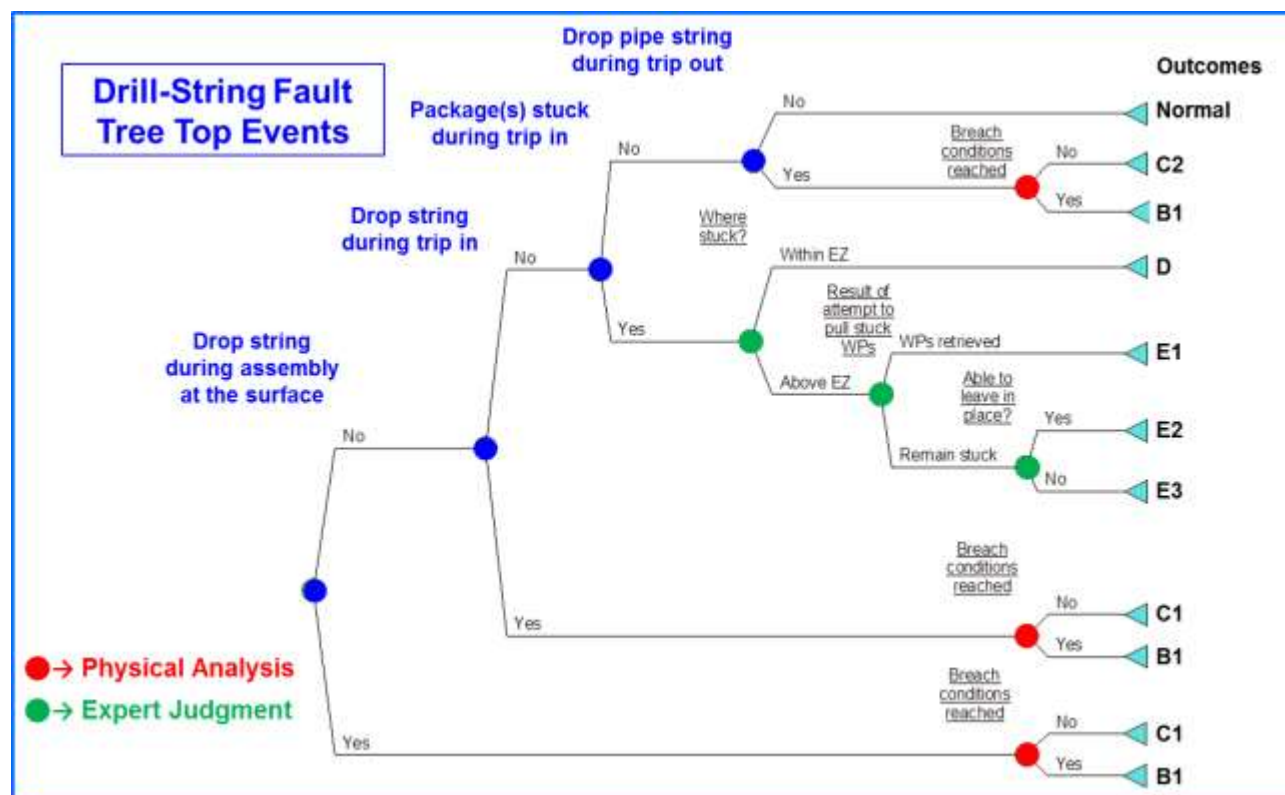 Drill-String Fault
Tree Top Events
Drop pipe string
during trip out
Outcomes
Package(s) stuck
during trip in
No
Normal
Breach
conditions
reached
No
C2
No
Yes
Yes
B1
Drop string
during trip in
Where
stuck?
No
Within EZ
D
Result of
attempt to
pull stuck
WPs
Yes
WPs retrieved
E1
Drop string
during assembly
at the surface
Above EZ
Able to
leave in
place?
Yes
E2
No
Remain stuck
No
E3
Breach
conditions
reached
No
C1
Yes
Yes
B1
→ Physical Analysis
Breach
conditions
reached
→ Expert Judgment
No
C1
Yes
Yes
B1